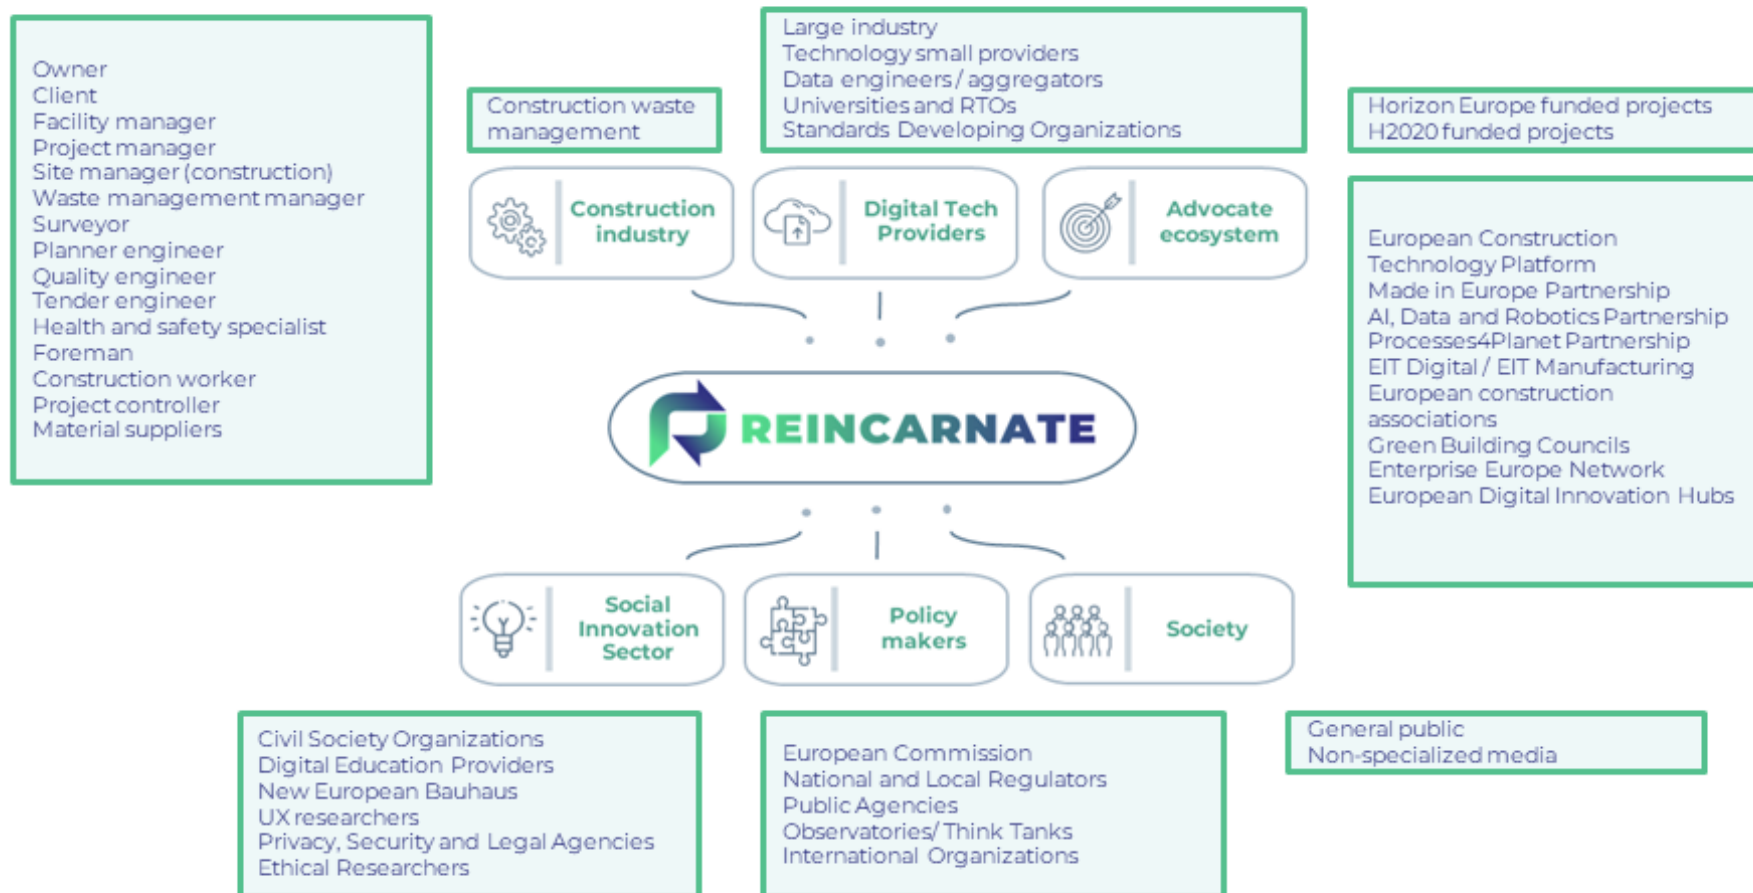 Owner
Client
Facility manager
Project manager
Site manager (construction)
Waste management manager
Surveyor
Planner engineer
Quality engineer
Tender engineer
Health and safety specialist
Foreman
Construction worker
Project controller
Material suppliers
Construction waste
management
Large industry
Technology small providers
Data engineers / aggregators
Universities and RTOs
Standards Developing Organizations
Horizon Europe funded projects
H2020 funded projects
Construction
industry
Digital Tech
Providers
Advocate
ecosystem
European Construction
Technology Platform
Made in Europe Partnership
AI, Data and Robotics Partnership
Processes4Planet Partnership
EIT Digital / EIT Manufacturing
European construction
associations
Green Building Councils
Enterprise Europe Network
European Digital Innovation Hubs
REINCARNATE
Social
Innovation
Sector
Policy
makers
Society
Civil Society Organizations
Digital Education Providers
New European Bauhaus
UX researchers
Privacy, Security and Legal Agencies
Ethical Researchers
European Commission
National and Local Regulators
Public Agencies
Observatories/ Think Tanks
International Organizations
General public
Non-specialized media